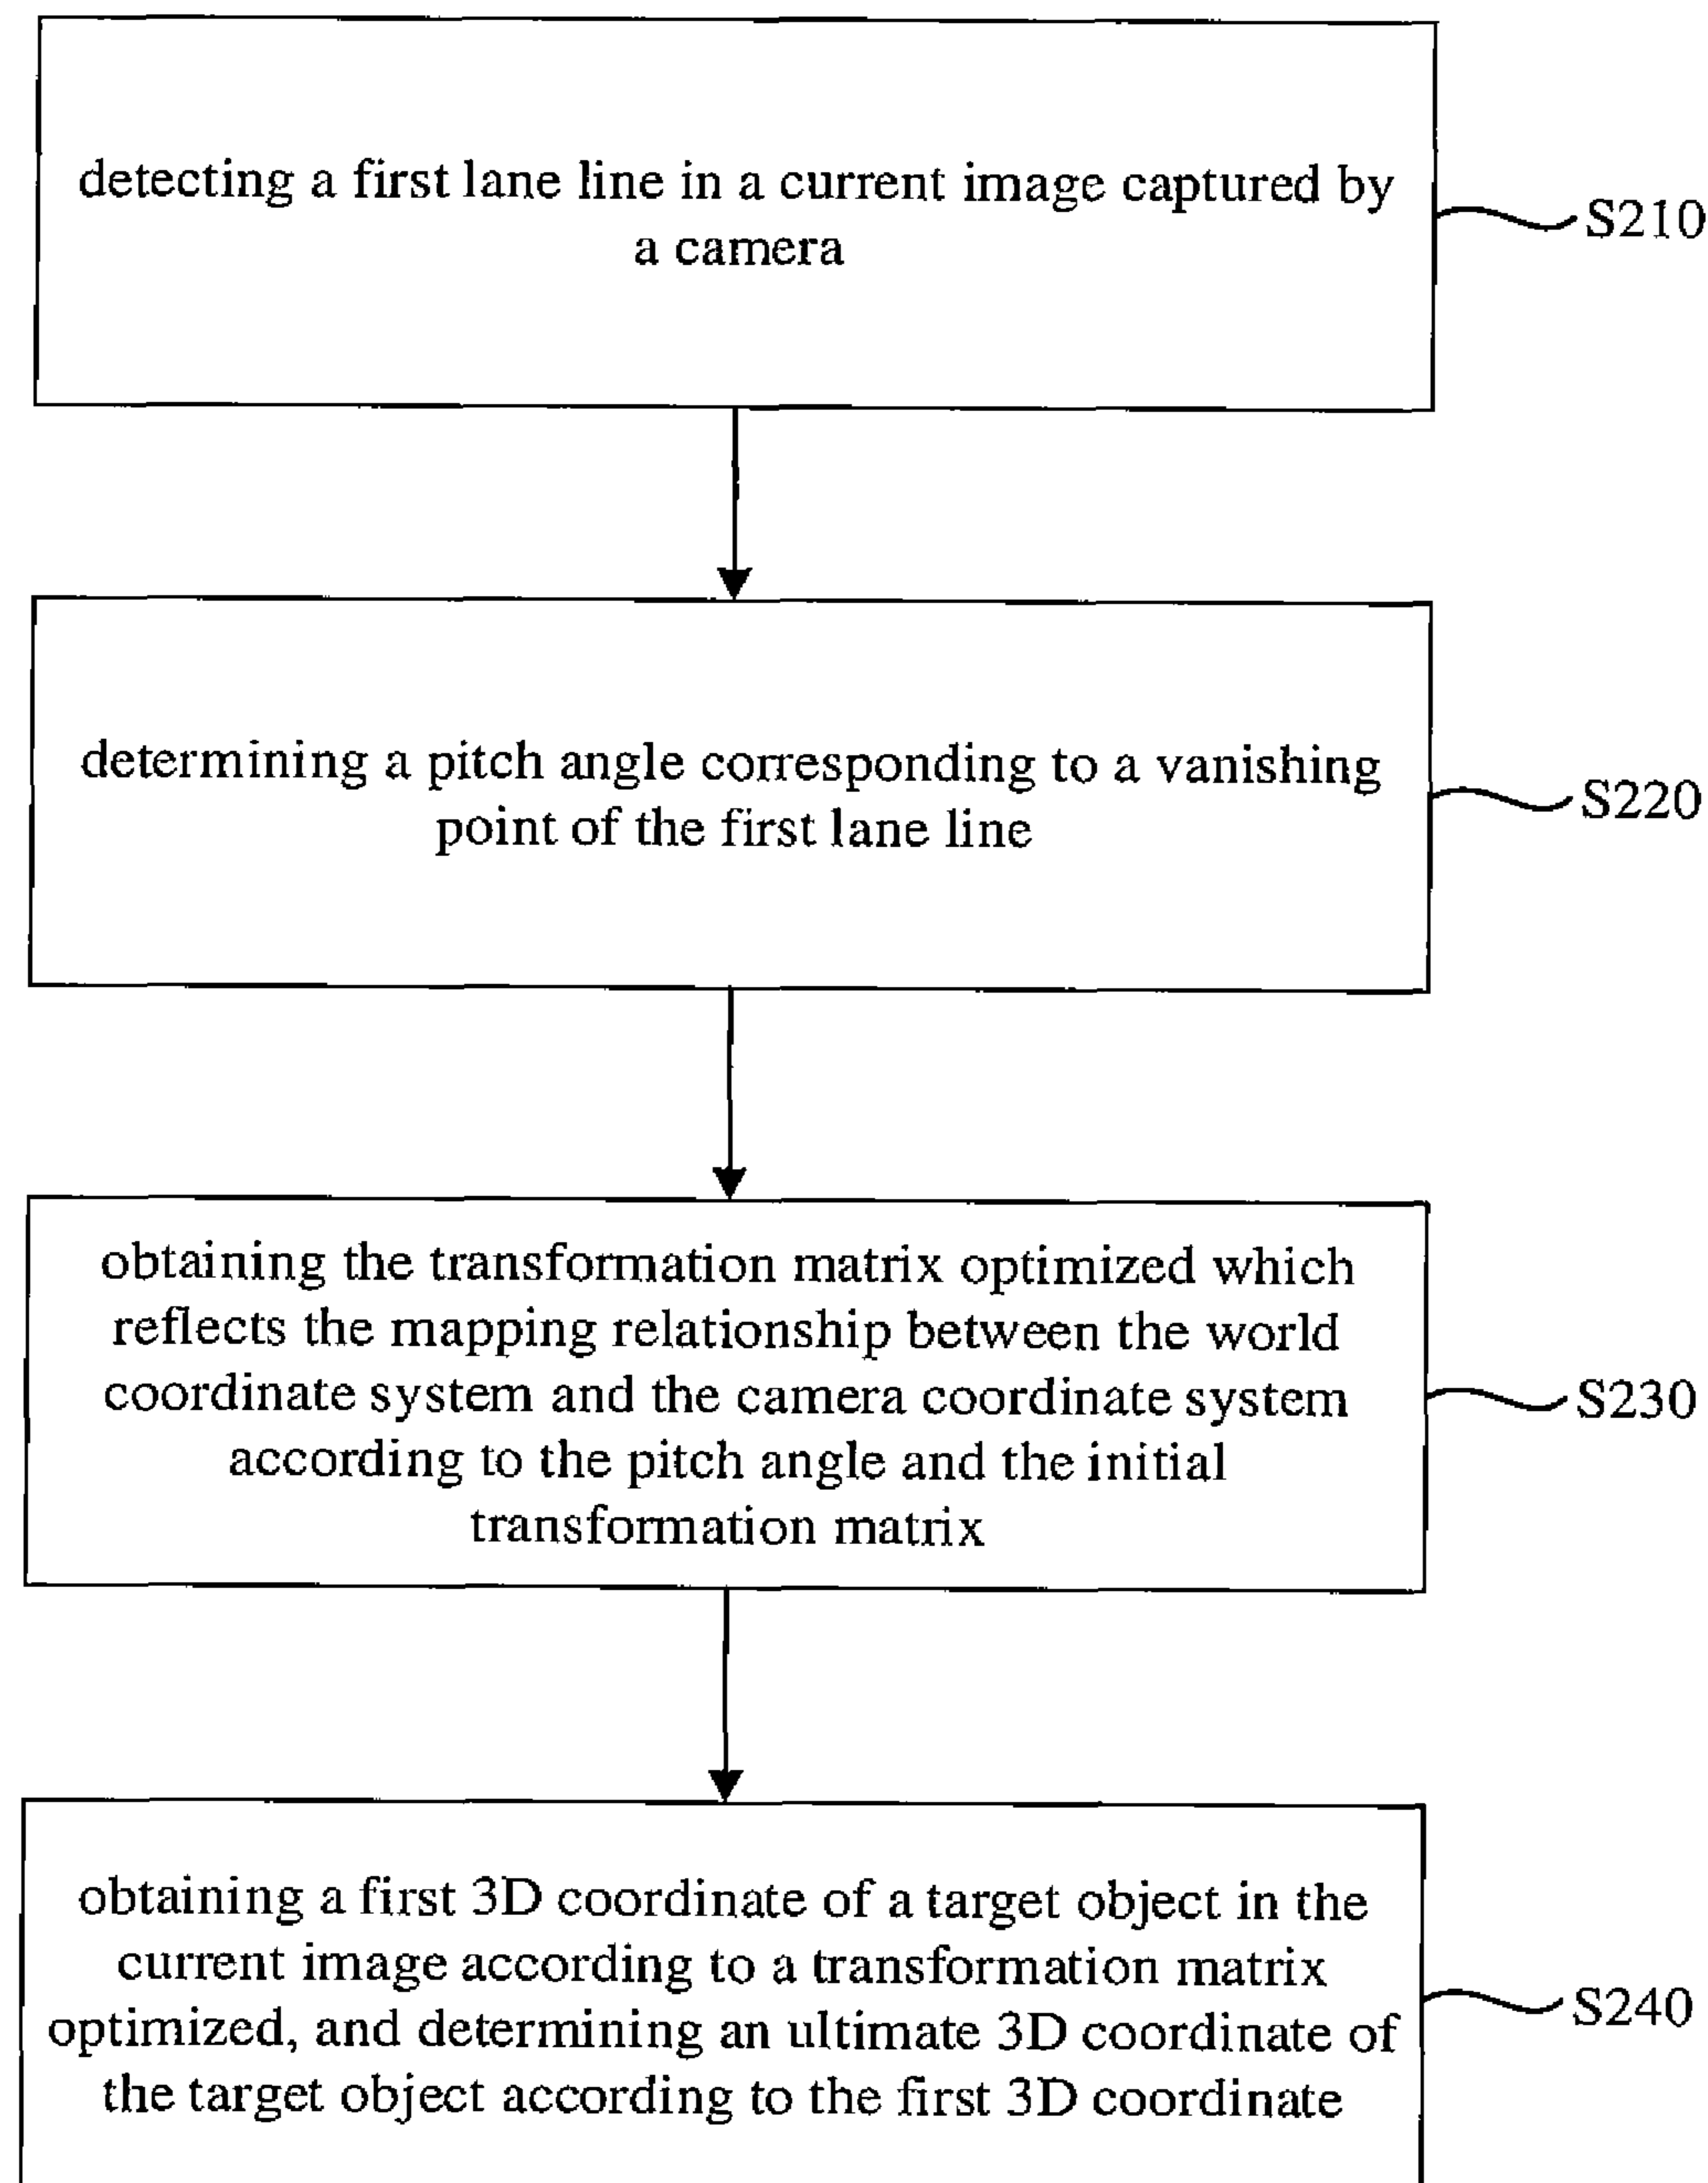 detecting a first lane line in a current image captured by
a camera
S210
determining a pitch angle corresponding to a vanishing
point of the first lane line
S220
obtaining the transformation matrix optimized which
reflects the mapping relationship between the world
coordinate system and the camera coordinate system
according to the pitch angle and the initial
transformation matrix
S230
obtaining a first 3D coordinate of a target object in the
current image according to a transformation matrix
optimized, and determining an ultimate 3D coordinate of
the target object according to the first 3D coordinate
S240